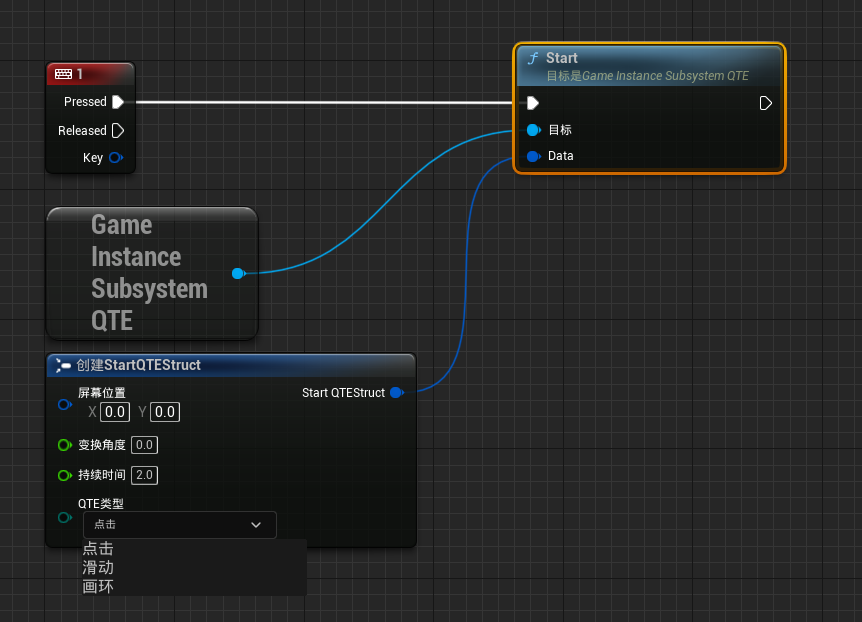 1
Pressed
Released
Key
Start
目标是Game Instance Subsystem QTE
目标
Data
Game
Instance
Subsystem
QTE
创建StartQTEStruct
屏幕位置
X 0.0 Y 0.0
Start QTEStruct
变换角度 0.0
持续时间 2.0
QTE类型
点击
点击
滑动
画环